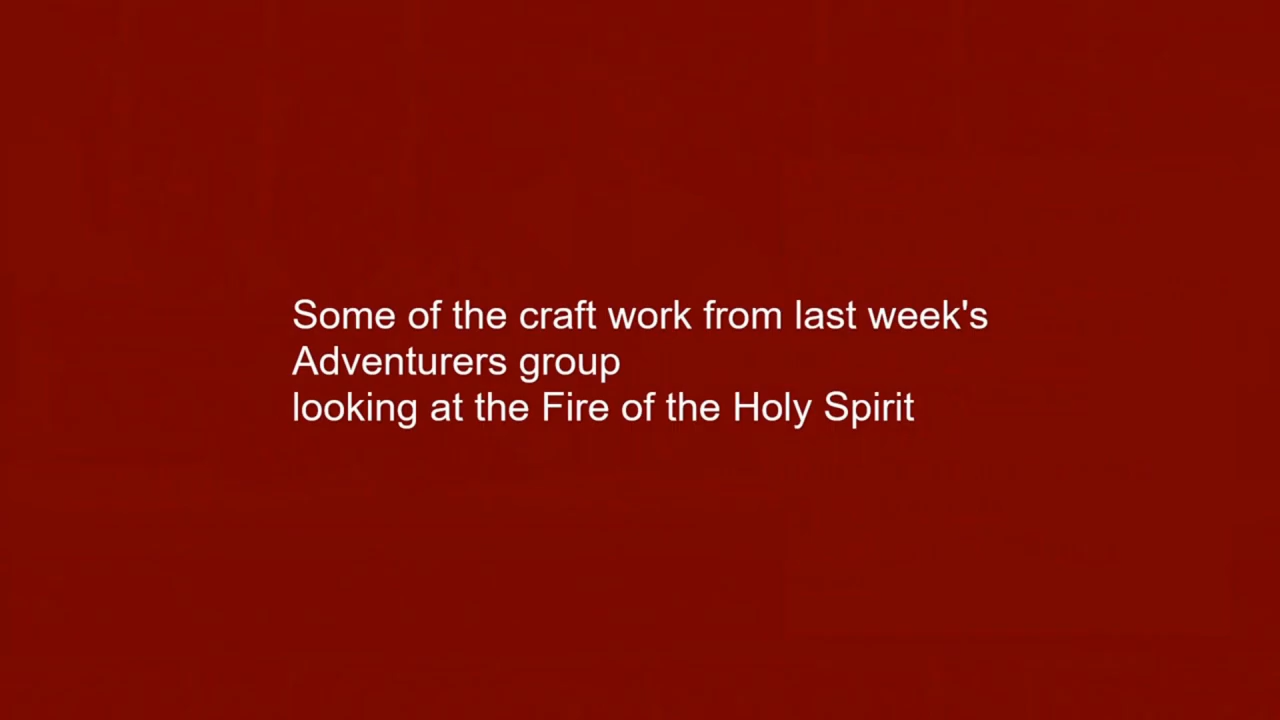 Some of the craft work from last week's
Adventurers group
looking at the Fire of the Holy Spirit